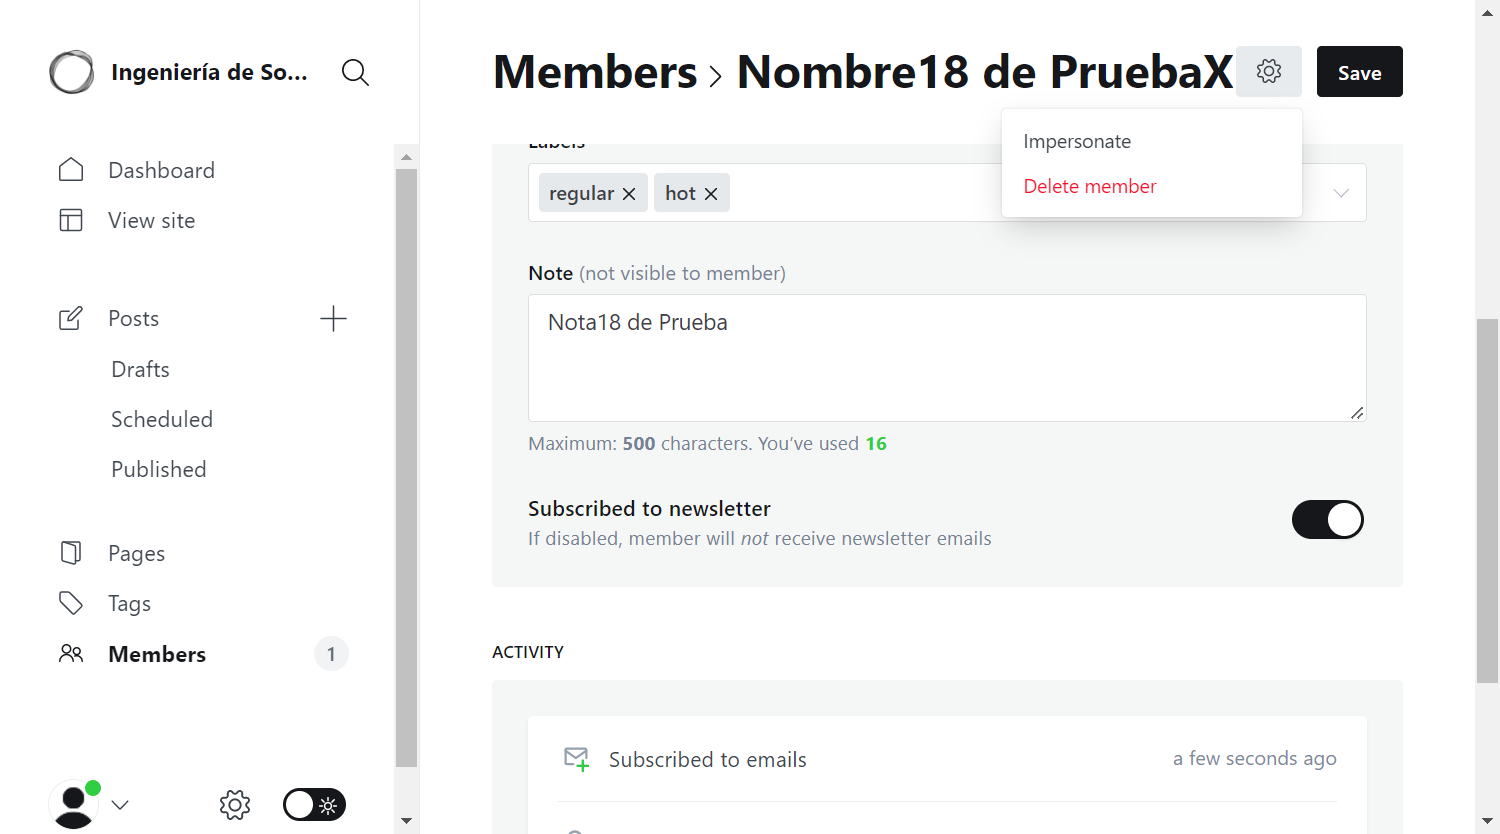 Ingeniería de So...
Dashboard
View site
Posts
Drafts
Scheduled
Published
Pages
Tags
Members
1
Members > Nombre18 de PruebaX
Save
Impersonate
Delete member
Labels
regular
hot
Note (not visible to member)
Nota18 de Prueba
Maximum: 500 characters. You’ve used 16
Subscribed to newsletter
If disabled, member will not receive newsletter emails
ACTIVITY
Subscribed to emails
a few seconds ago